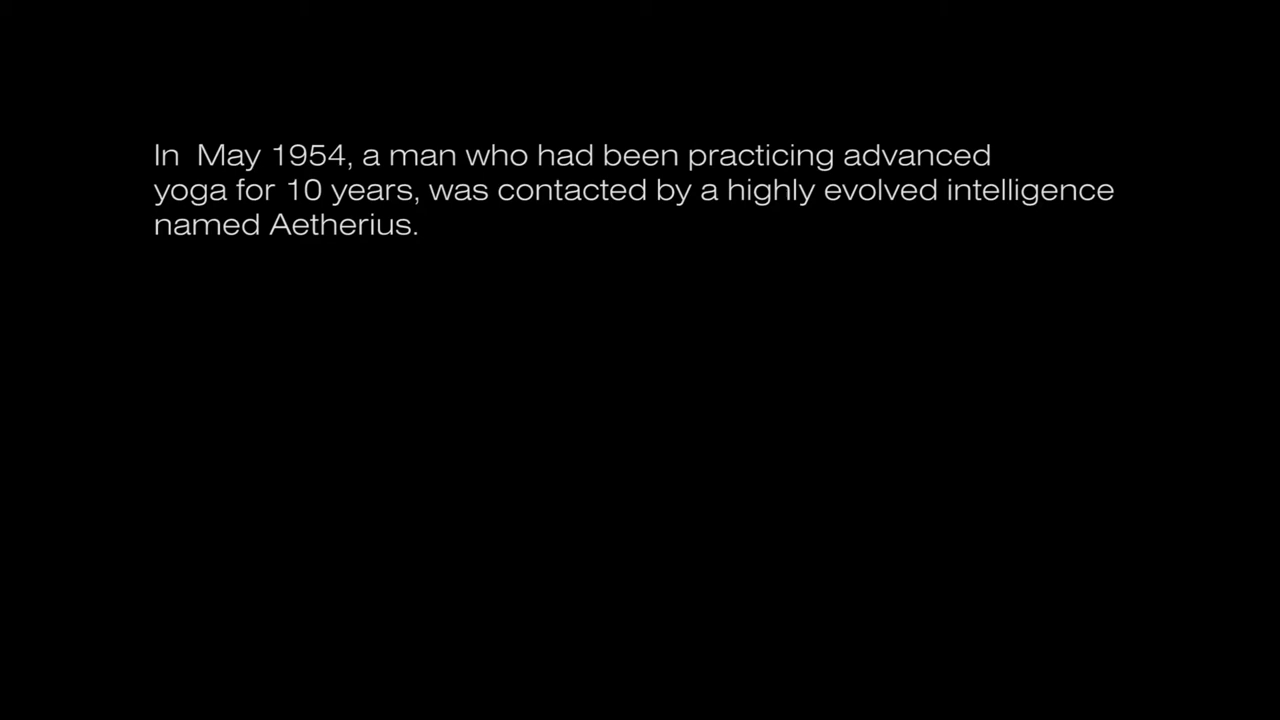 In  May 1954, a man who had been practicing advanced
yoga for 10 years, was contacted by a highly evolved intelligence
named Aetherius.